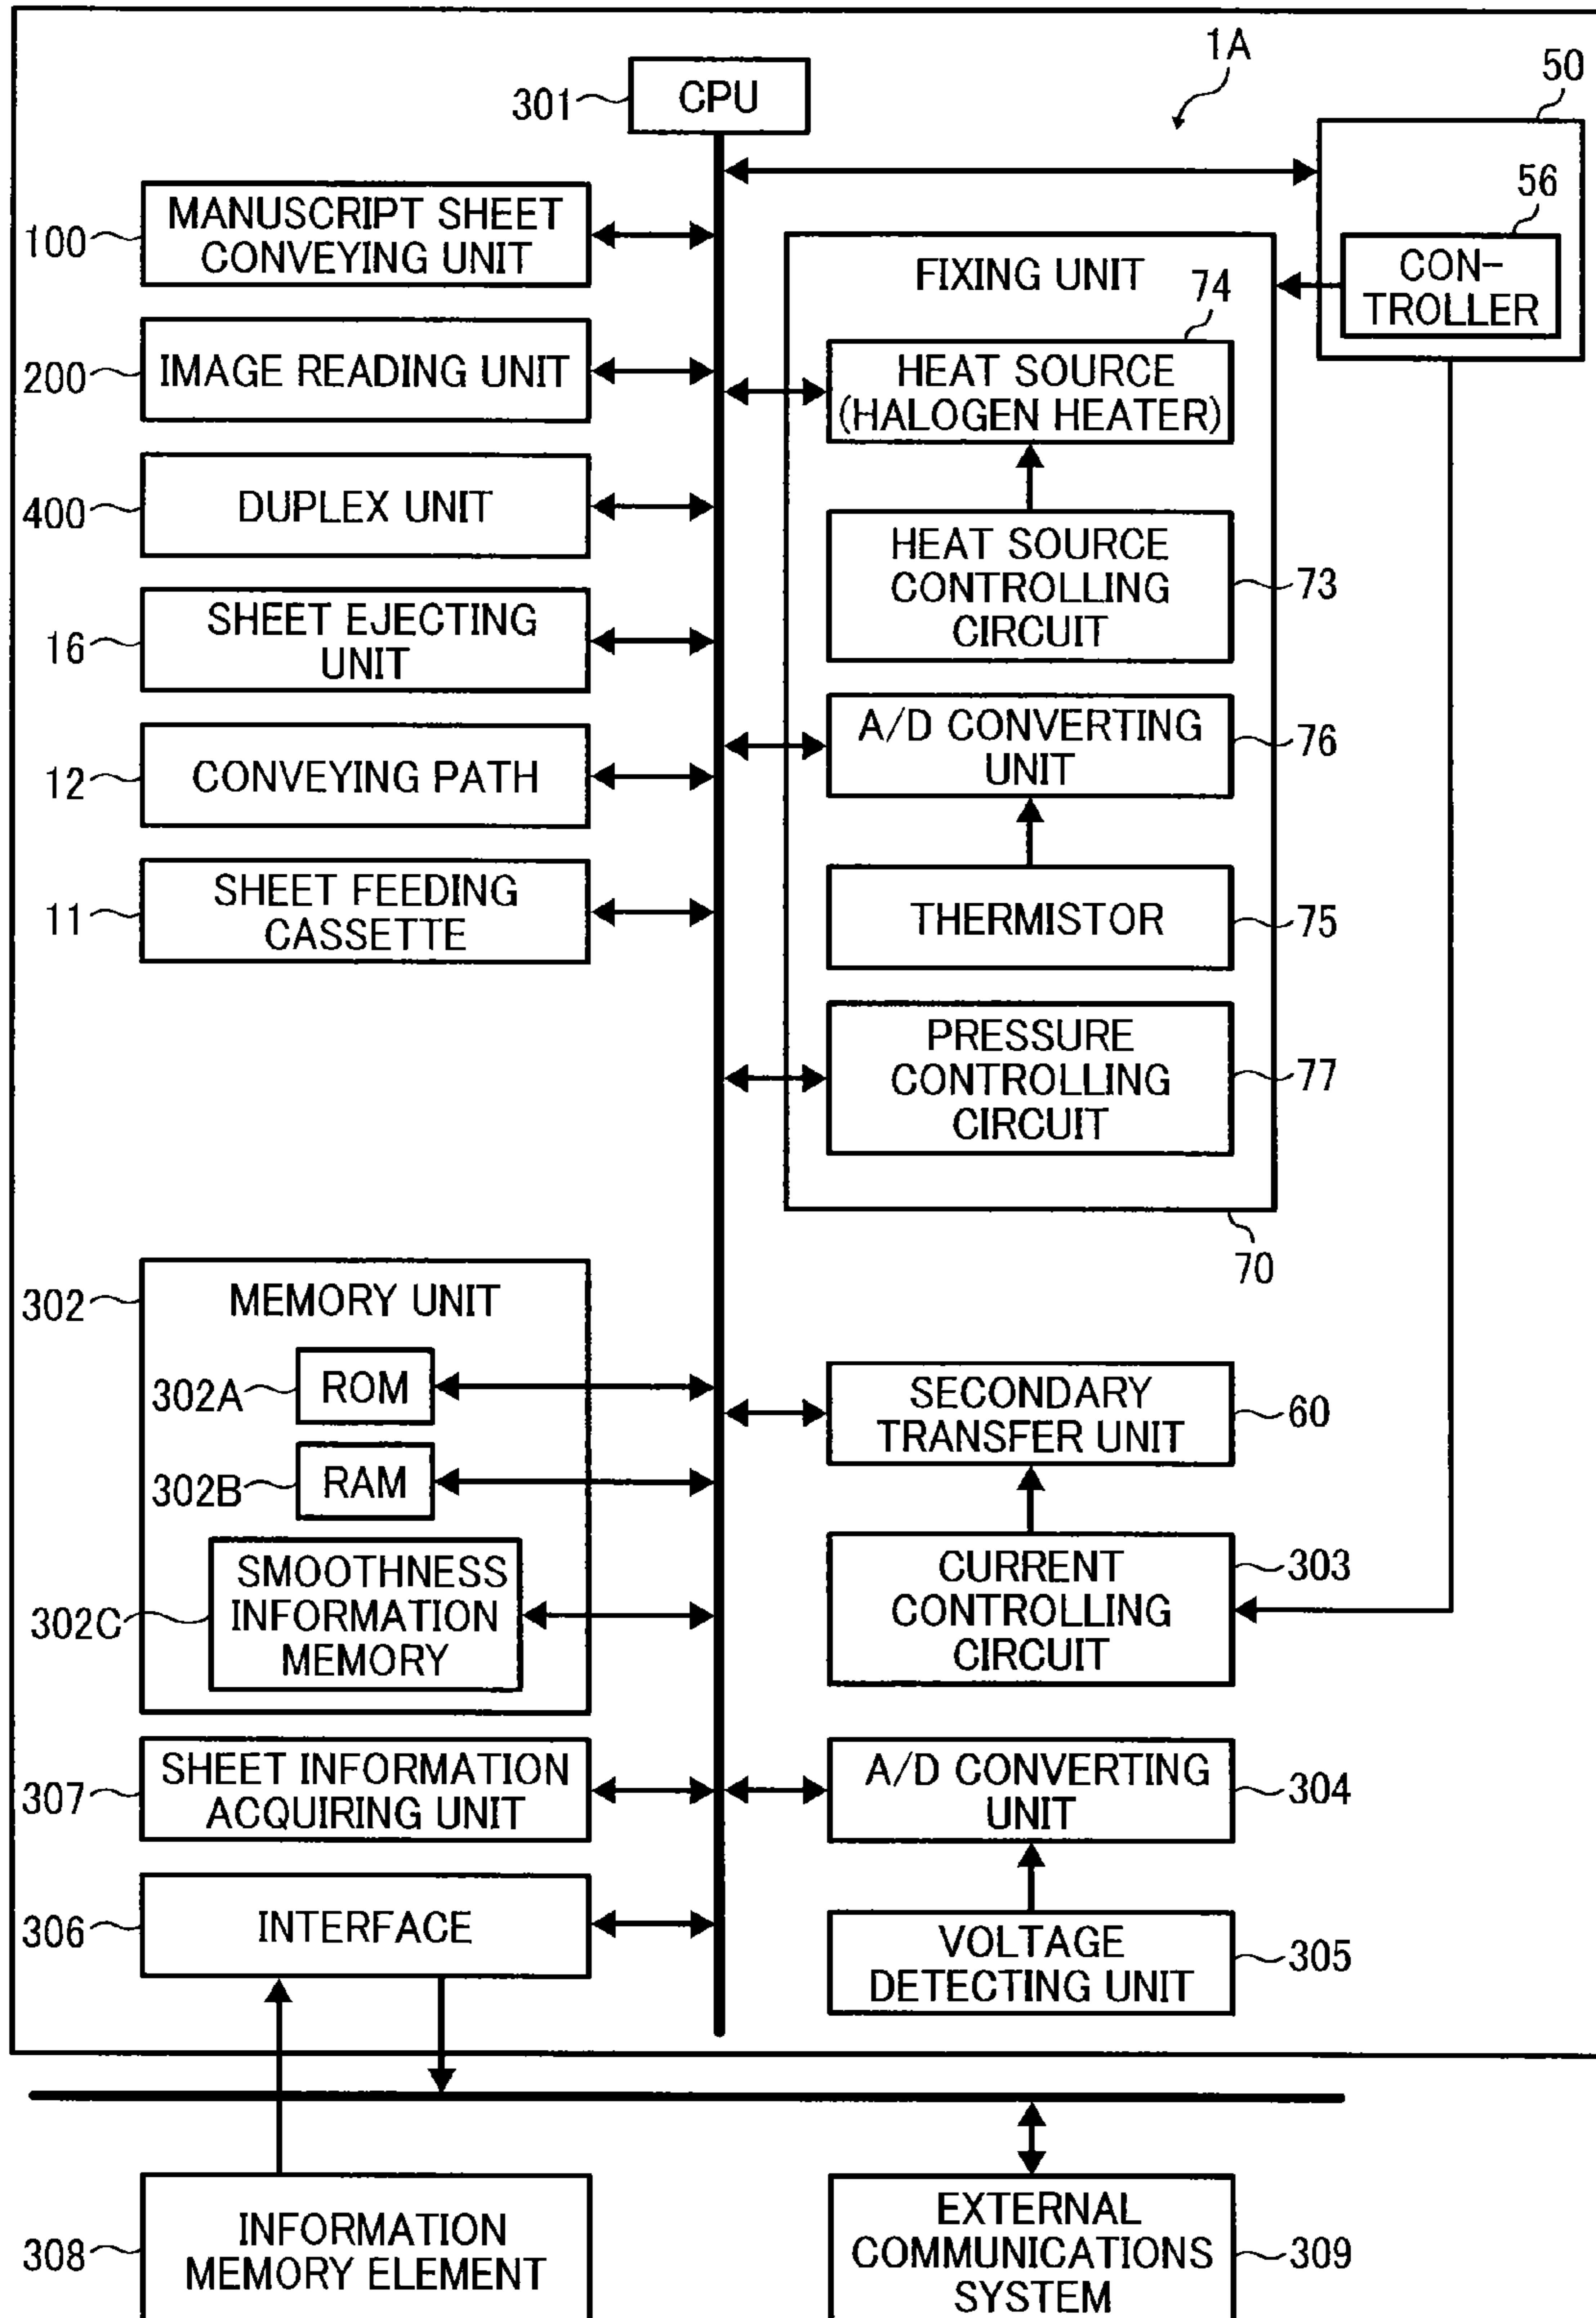 1A
50
301
CPU
56
CON-
TROLLER
100
MANUSCRIPT SHEET
CONVEYING UNIT
200
IMAGE READING UNIT
400
DUPLEX UNIT
16
SHEET EJECTING
UNIT
12
CONVEYING PATH
11
SHEET FEEDING
CASSETTE
FIXING UNIT
74
HEAT SOURCE
(HALOGEN HEATER)
HEAT SOURCE
CONTROLLING
CIRCUIT
73
A/D CONVERTING
UNIT
76
THERMISTOR
75
PRESSURE
CONTROLLING
CIRCUIT
77
70
302
MEMORY UNIT
302A
ROM
302B
RAM
302C
SMOOTHNESS
INFORMATION
MEMORY
SECONDARY
TRANSFER UNIT
60
CURRENT
CONTROLLING
CIRCUIT
303
307
SHEET INFORMATION
ACQUIRING UNIT
A/D CONVERTING
UNIT
304
306
INTERFACE
VOLTAGE
DETECTING UNIT
305
308
INFORMATION
MEMORY ELEMENT
EXTERNAL
COMMUNICATIONS
SYSTEM
309